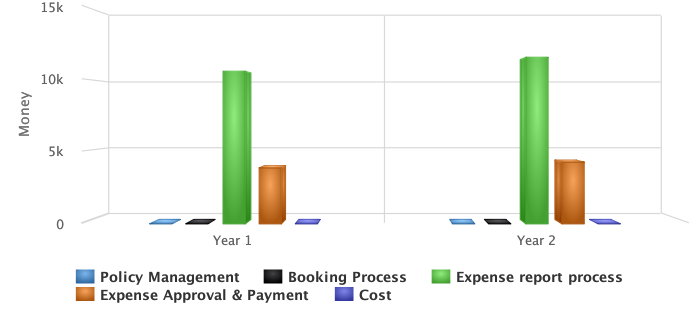 15k
10k
Money
5k
0
Year 1 Year 2
Policy Management Booking Process Expense report process
Expense Approval & Payment Cost